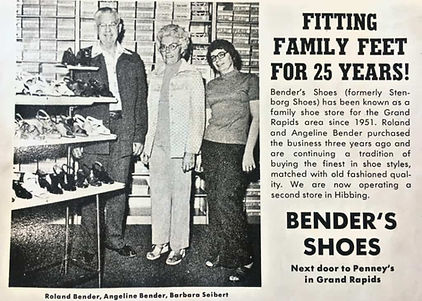 FITTING
FAMILY FEET
FOR 25 YEARS!
Bender's Shoes (formerly Sten-
borg Shoes) has been known as a
family shoe store for the Grand
Rapids area since 1951. Roland
and Angeline Bender purchased
the business three years ago and
are continuing a tradition of
buying the finest in shoe styles,
matched with old fashioned qual-
ity. We are now operating a
second store in Hibbing.
BENDER'S
SHOES
Next door to Penney's
in Grand Rapids
Roland Bender, Angeline Bender, Barbara Seibert